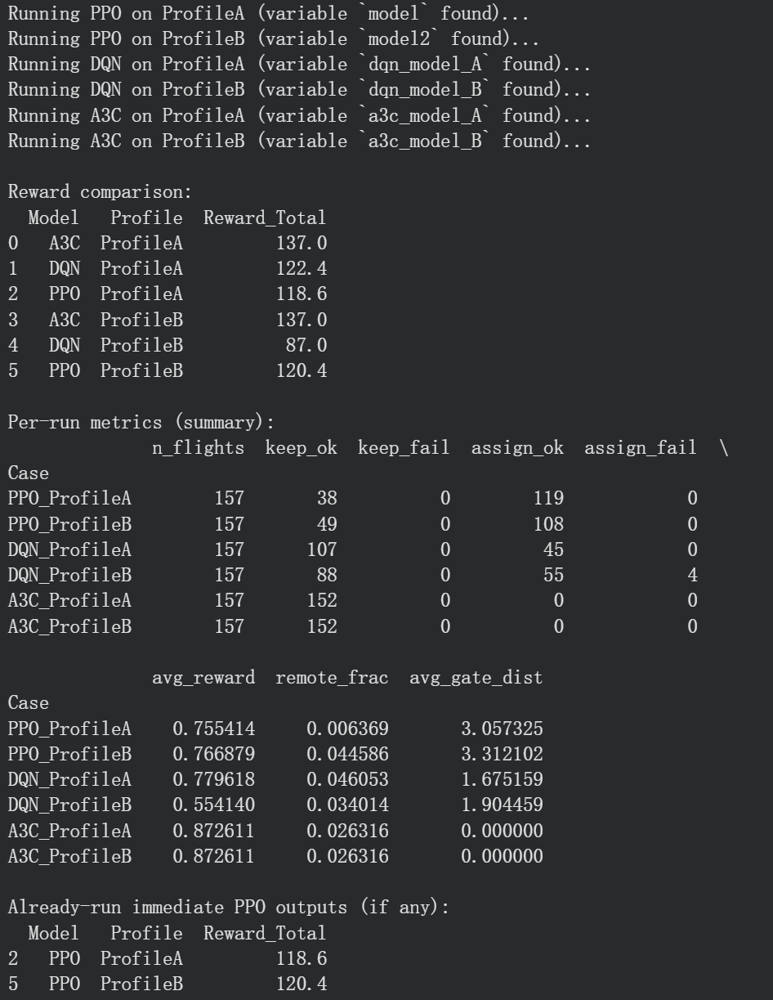 Running PPO on ProfileA (variable `model` found)...
Running PPO on ProfileB (variable `model2` found)...
Running DQN on ProfileA (variable `dqn_model_A` found)...
Running DQN on ProfileB (variable `dqn_model_B` found)...
Running A3C on ProfileA (variable `a3c_model_A` found)...
Running A3C on ProfileB (variable `a3c_model_B` found)...

Reward comparison:
  Model   Profile  Reward_Total
0   A3C  ProfileA         137.0
1   DQN  ProfileA         122.4
2   PPO  ProfileA         118.6
3   A3C  ProfileB         137.0
4   DQN  ProfileB          87.0
5   PPO  ProfileB         120.4

Per-run metrics (summary):
              n_flights  keep_ok  keep_fail  assign_ok  assign_fail  \
Case
PPO_ProfileA        157       38          0        119            0
PPO_ProfileB        157       49          0        108            0
DQN_ProfileA        157      107          0         45            0
DQN_ProfileB        157       88          0         55            4
A3C_ProfileA        157      152          0          0            0
A3C_ProfileB        157      152          0          0            0

              avg_reward  remote_frac  avg_gate_dist
Case
PPO_ProfileA    0.755414     0.006369       3.057325
PPO_ProfileB    0.766879     0.044586       3.312102
DQN_ProfileA    0.779618     0.046053       1.675159
DQN_ProfileB    0.554140     0.034014       1.904459
A3C_ProfileA    0.872611     0.026316       0.000000
A3C_ProfileB    0.872611     0.026316       0.000000

Already-run immediate PPO outputs (if any):
  Model   Profile  Reward_Total
2   PPO  ProfileA         118.6
5   PPO  ProfileB         120.4